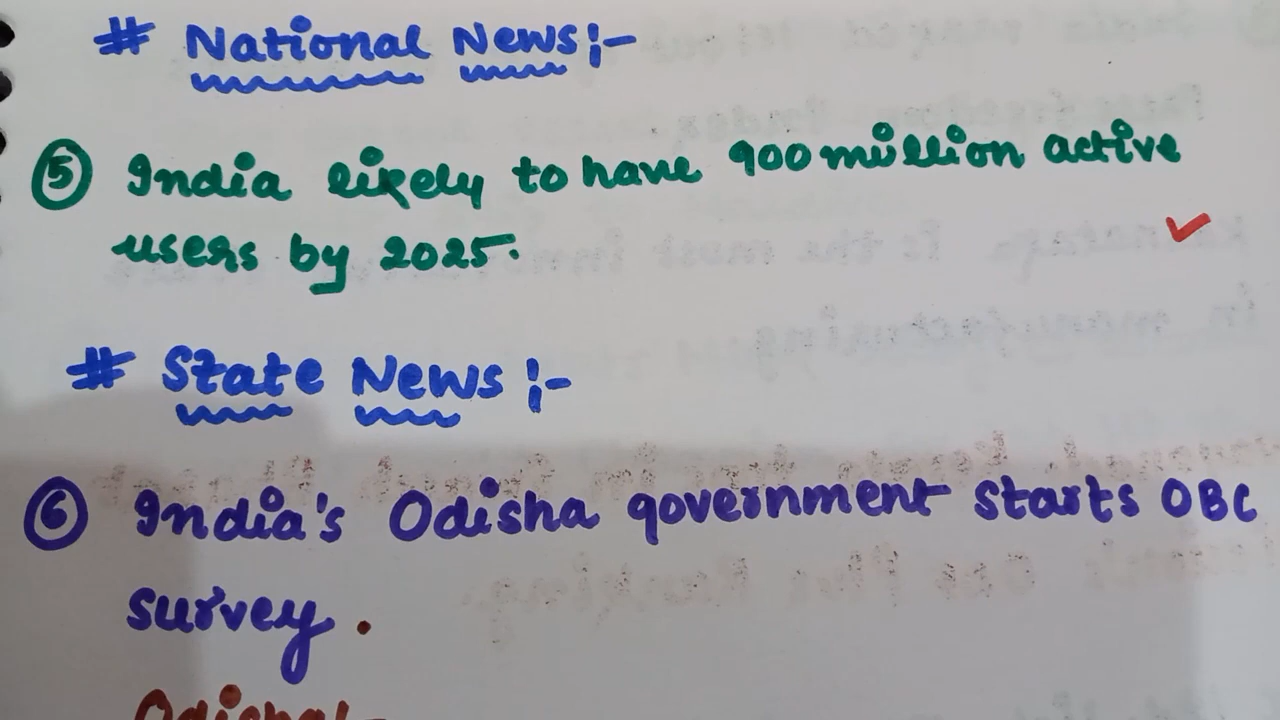 # National News :-
⑤ India likely to have 900 million active
users by 2025.
# State News :-
⑥ India's Odisha government starts OBC
survey.
Odisha:-